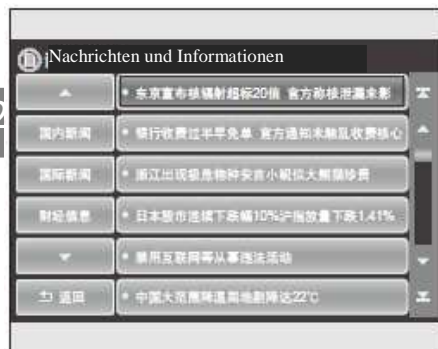 Nachrichten und Informationen
东京宣布核辐射超标20倍 官方称核泄漏未影
国内新闻
银行收费过半早免单 官方通知未触乱收费核心
国际新闻
浙江出现极危物种安吉小鲵位大熊猫珍贵
财经信息
日本股市连续下跌幅10%沪指放量下跌1.41%
禁用互联网等从事违法活动
返回
中国大范围降温局地剧降达22℃